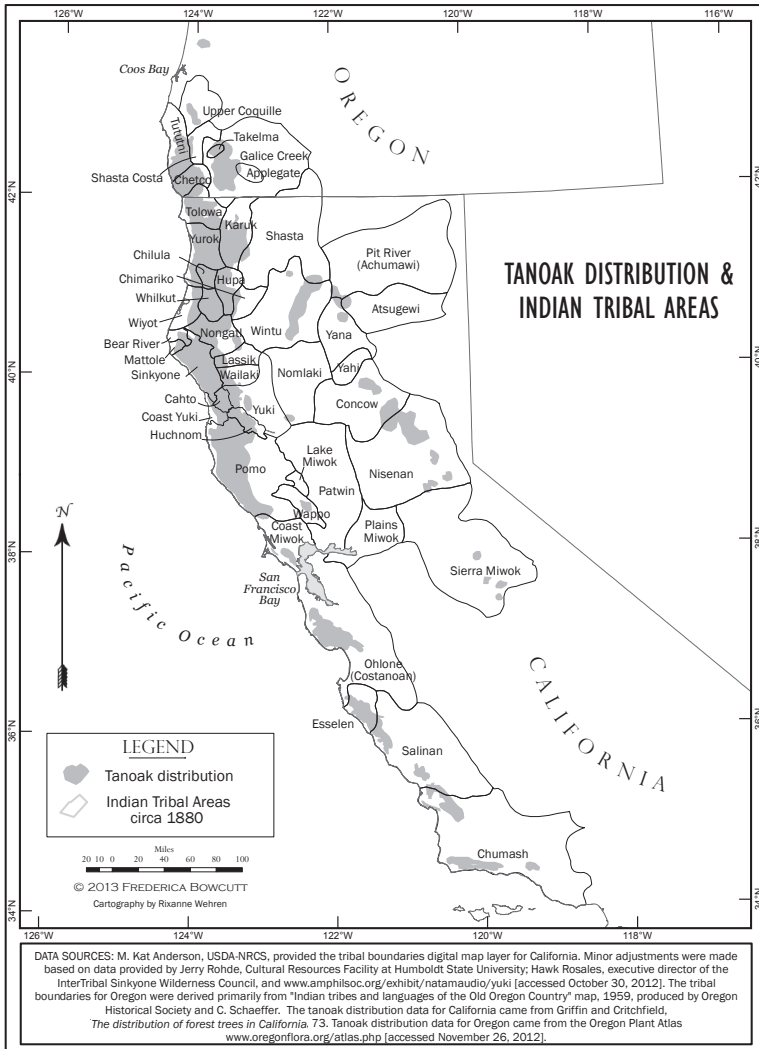 126°W
124°W
122°W
120°W
118°W
116°W
Coos Bay
OREGON
Upper Coquille
Tututni
Takelma
Galice Creek
Shasta Costa
Chetco
Applegate
42°N
42°N
Tolowa
Karuk
Yurok
Shasta
Pit River
(Achumawi)
TANOAK DISTRIBUTION &
INDIAN TRIBAL AREAS
Chilula
Chimariko
Hupa
Whilkut
Atsugewi
Wiyot
Nongatl
Wintu
Yana
Bear River
Mattole
Lassik
40°N
40°N
Sinkyone
Wailaki
Nomlaki
Yahi
Cahto
Yuki
Concow
Coast Yuki
Huchnom
Lake
Miwok
Pomo
Nisenan
Patwin
Wappo
N
Coast
Miwok
Plains
Miwok
38°N
38°N
Sierra Miwok
San
Francisco
Bay
Pacific Ocean
CALIFORNIA
Ohlone
(Costanoan)
Esselen
36°N
36°N
Salinan
LEGEND
Tanoak distribution
Indian Tribal Areas
circa 1880
Miles
20 10 0 20 40 60 80 100
Chumash
© 2013 FREDERICA BOWCUTT
Cartography by Rixanne Wehren
34°N
34°N
126°W
124°W
122°W
120°W
118°W
DATA SOURCES: M. Kat Anderson, USDA-NRCS, provided the tribal boundaries digital map layer for California. Minor adjustments were made
based on data provided by Jerry Rohde, Cultural Resources Facility at Humboldt State University; Hawk Rosales, executive director of the
InterTribal Sinkyone Wilderness Council, and www.amphilsoc.org/exhibit/natamaudio/yuki [accessed October 30, 2012]. The tribal
boundaries for Oregon were derived primarily from "Indian tribes and languages of the Old Oregon Country" map, 1959, produced by Oregon
Historical Society and C. Schaeffer. The tanoak distribution data for California came from Griffin and Critchfield,
The distribution of forest trees in California, 73. Tanoak distribution data for Oregon came from the Oregon Plant Atlas
www.oregonflora.org/atlas.php [accessed November 26, 2012].